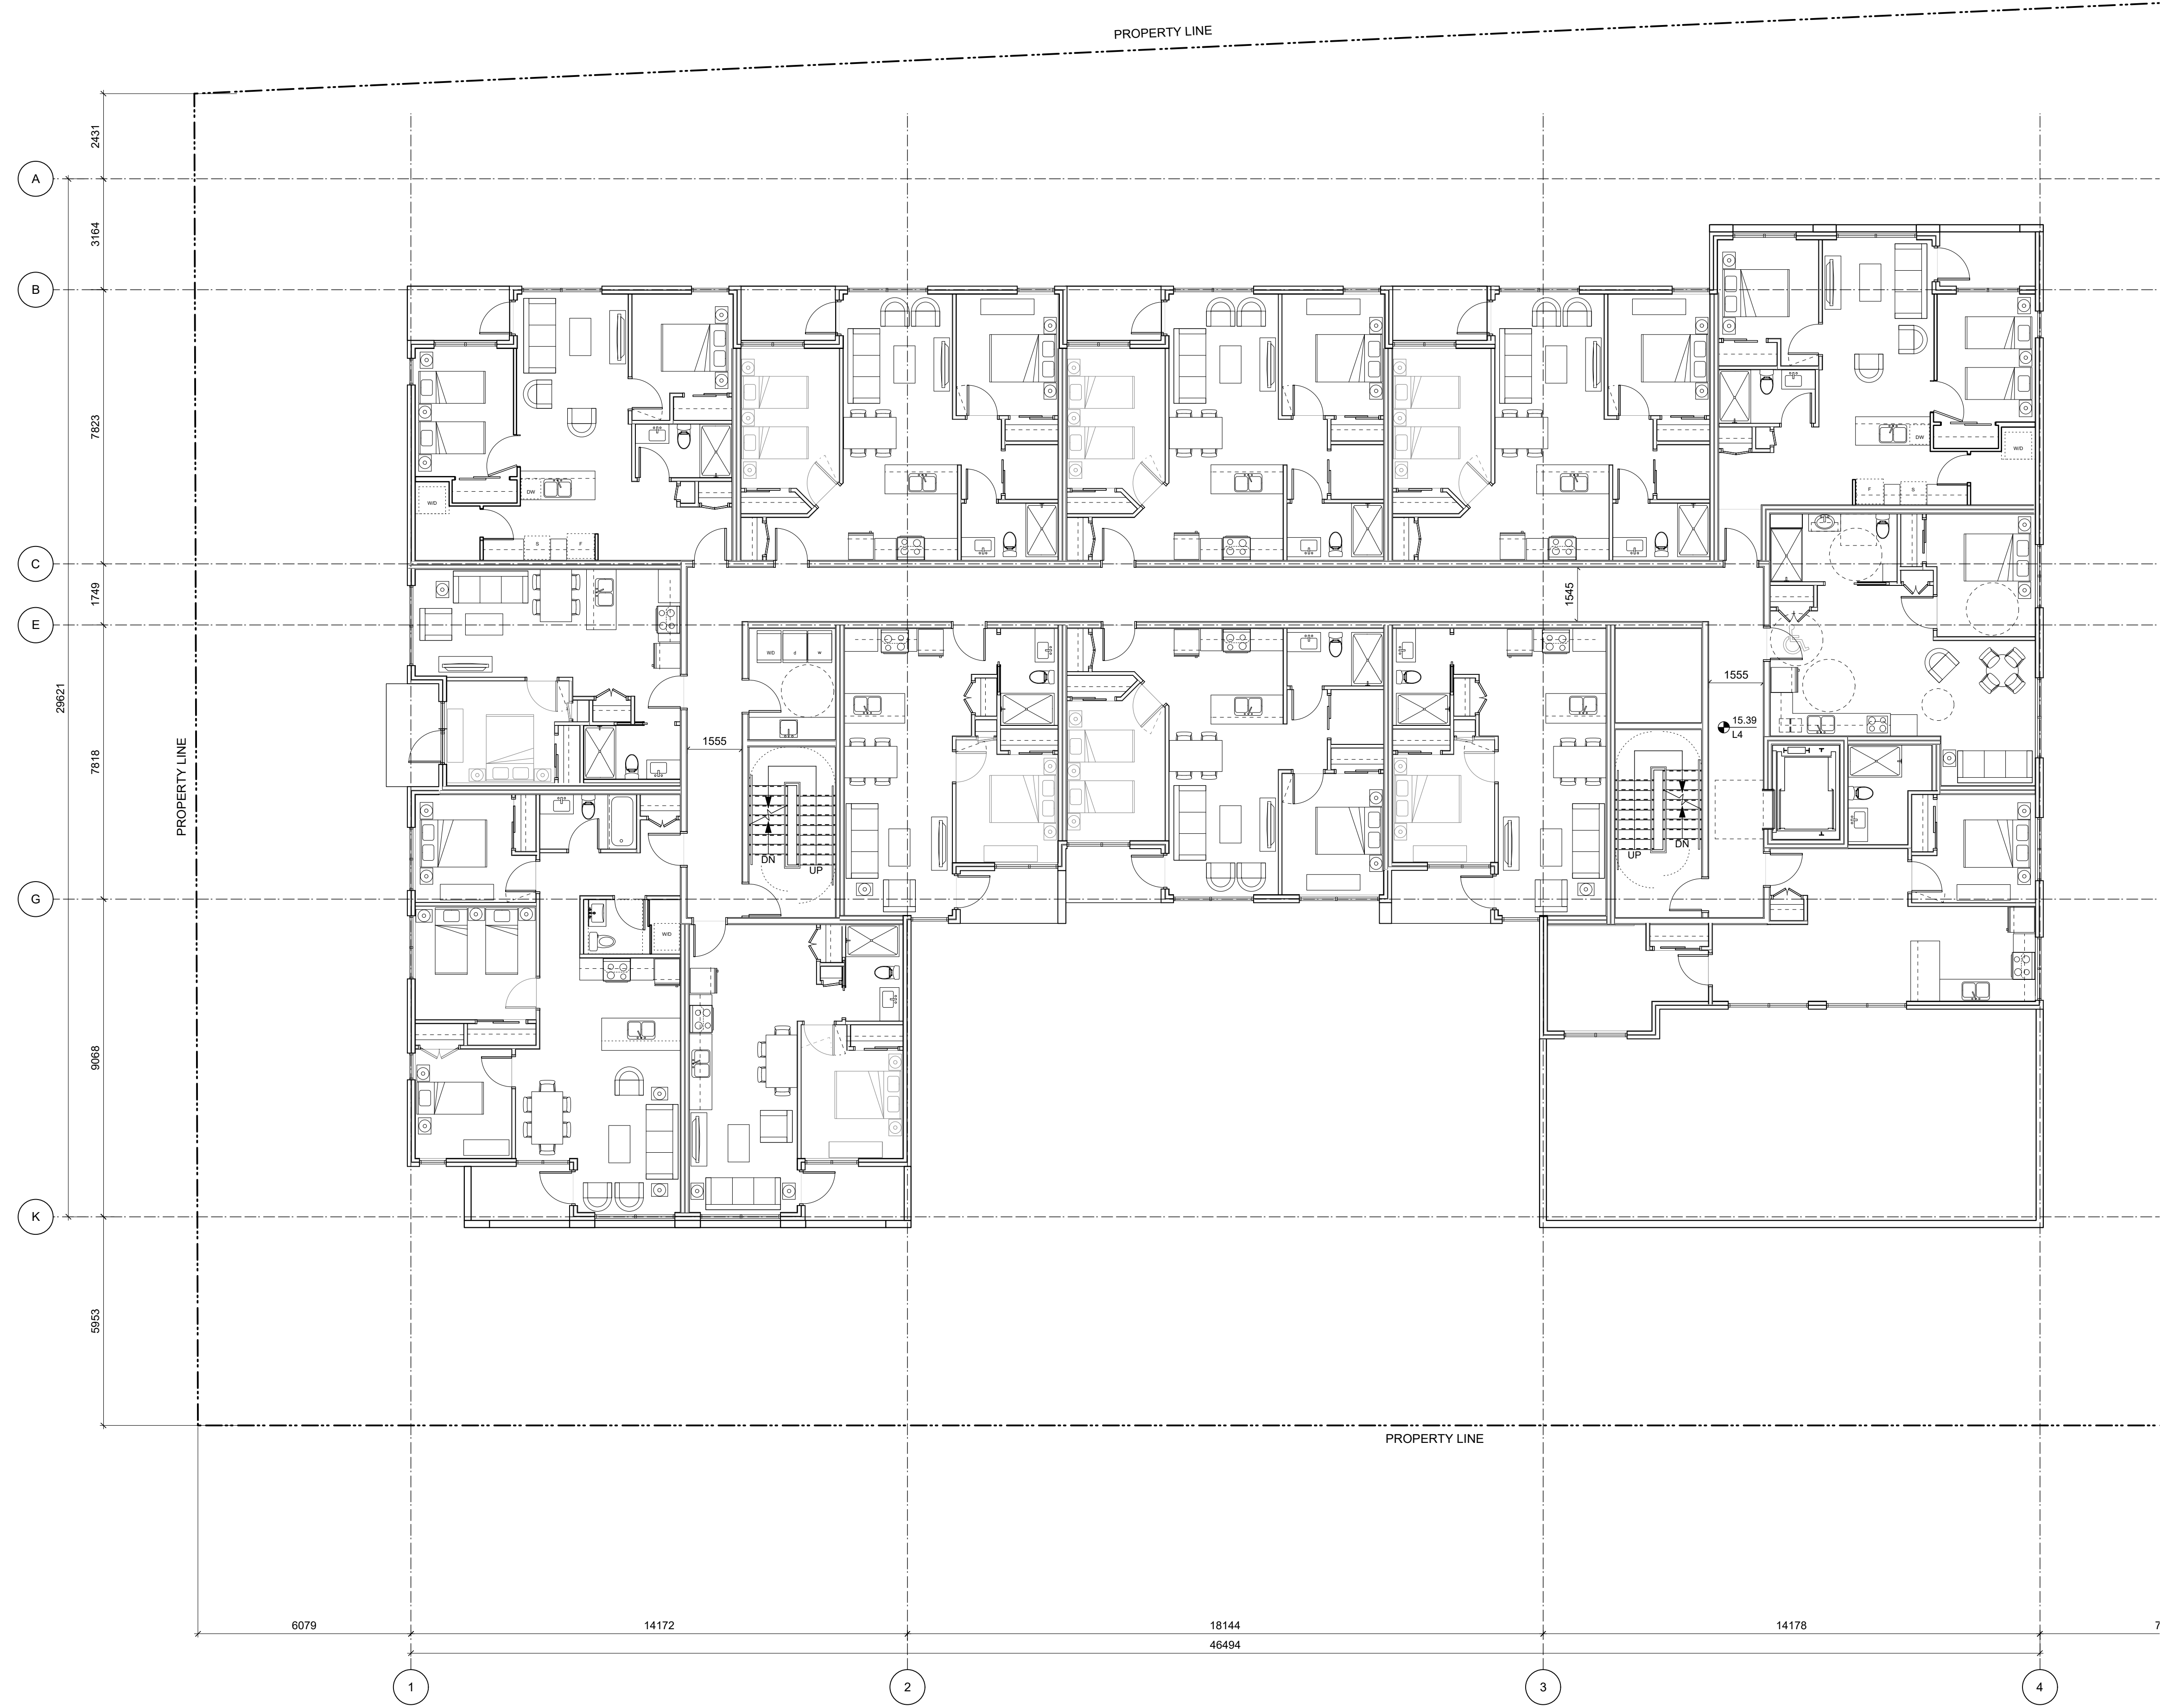 PROPERTY LINE
2431
A
3164
B
7823
DW
W/D
S
F
DW
W/D
F
S
C
1749
1545
E
W/D
d
w
29621
7818
PROPERTY LINE
1555
1555
15.39
L4
DN
UP
UP
DN
G
W/D
9068
K
5953
PROPERTY LINE
6079
14172
18144
14178
7
46494
1
2
3
4